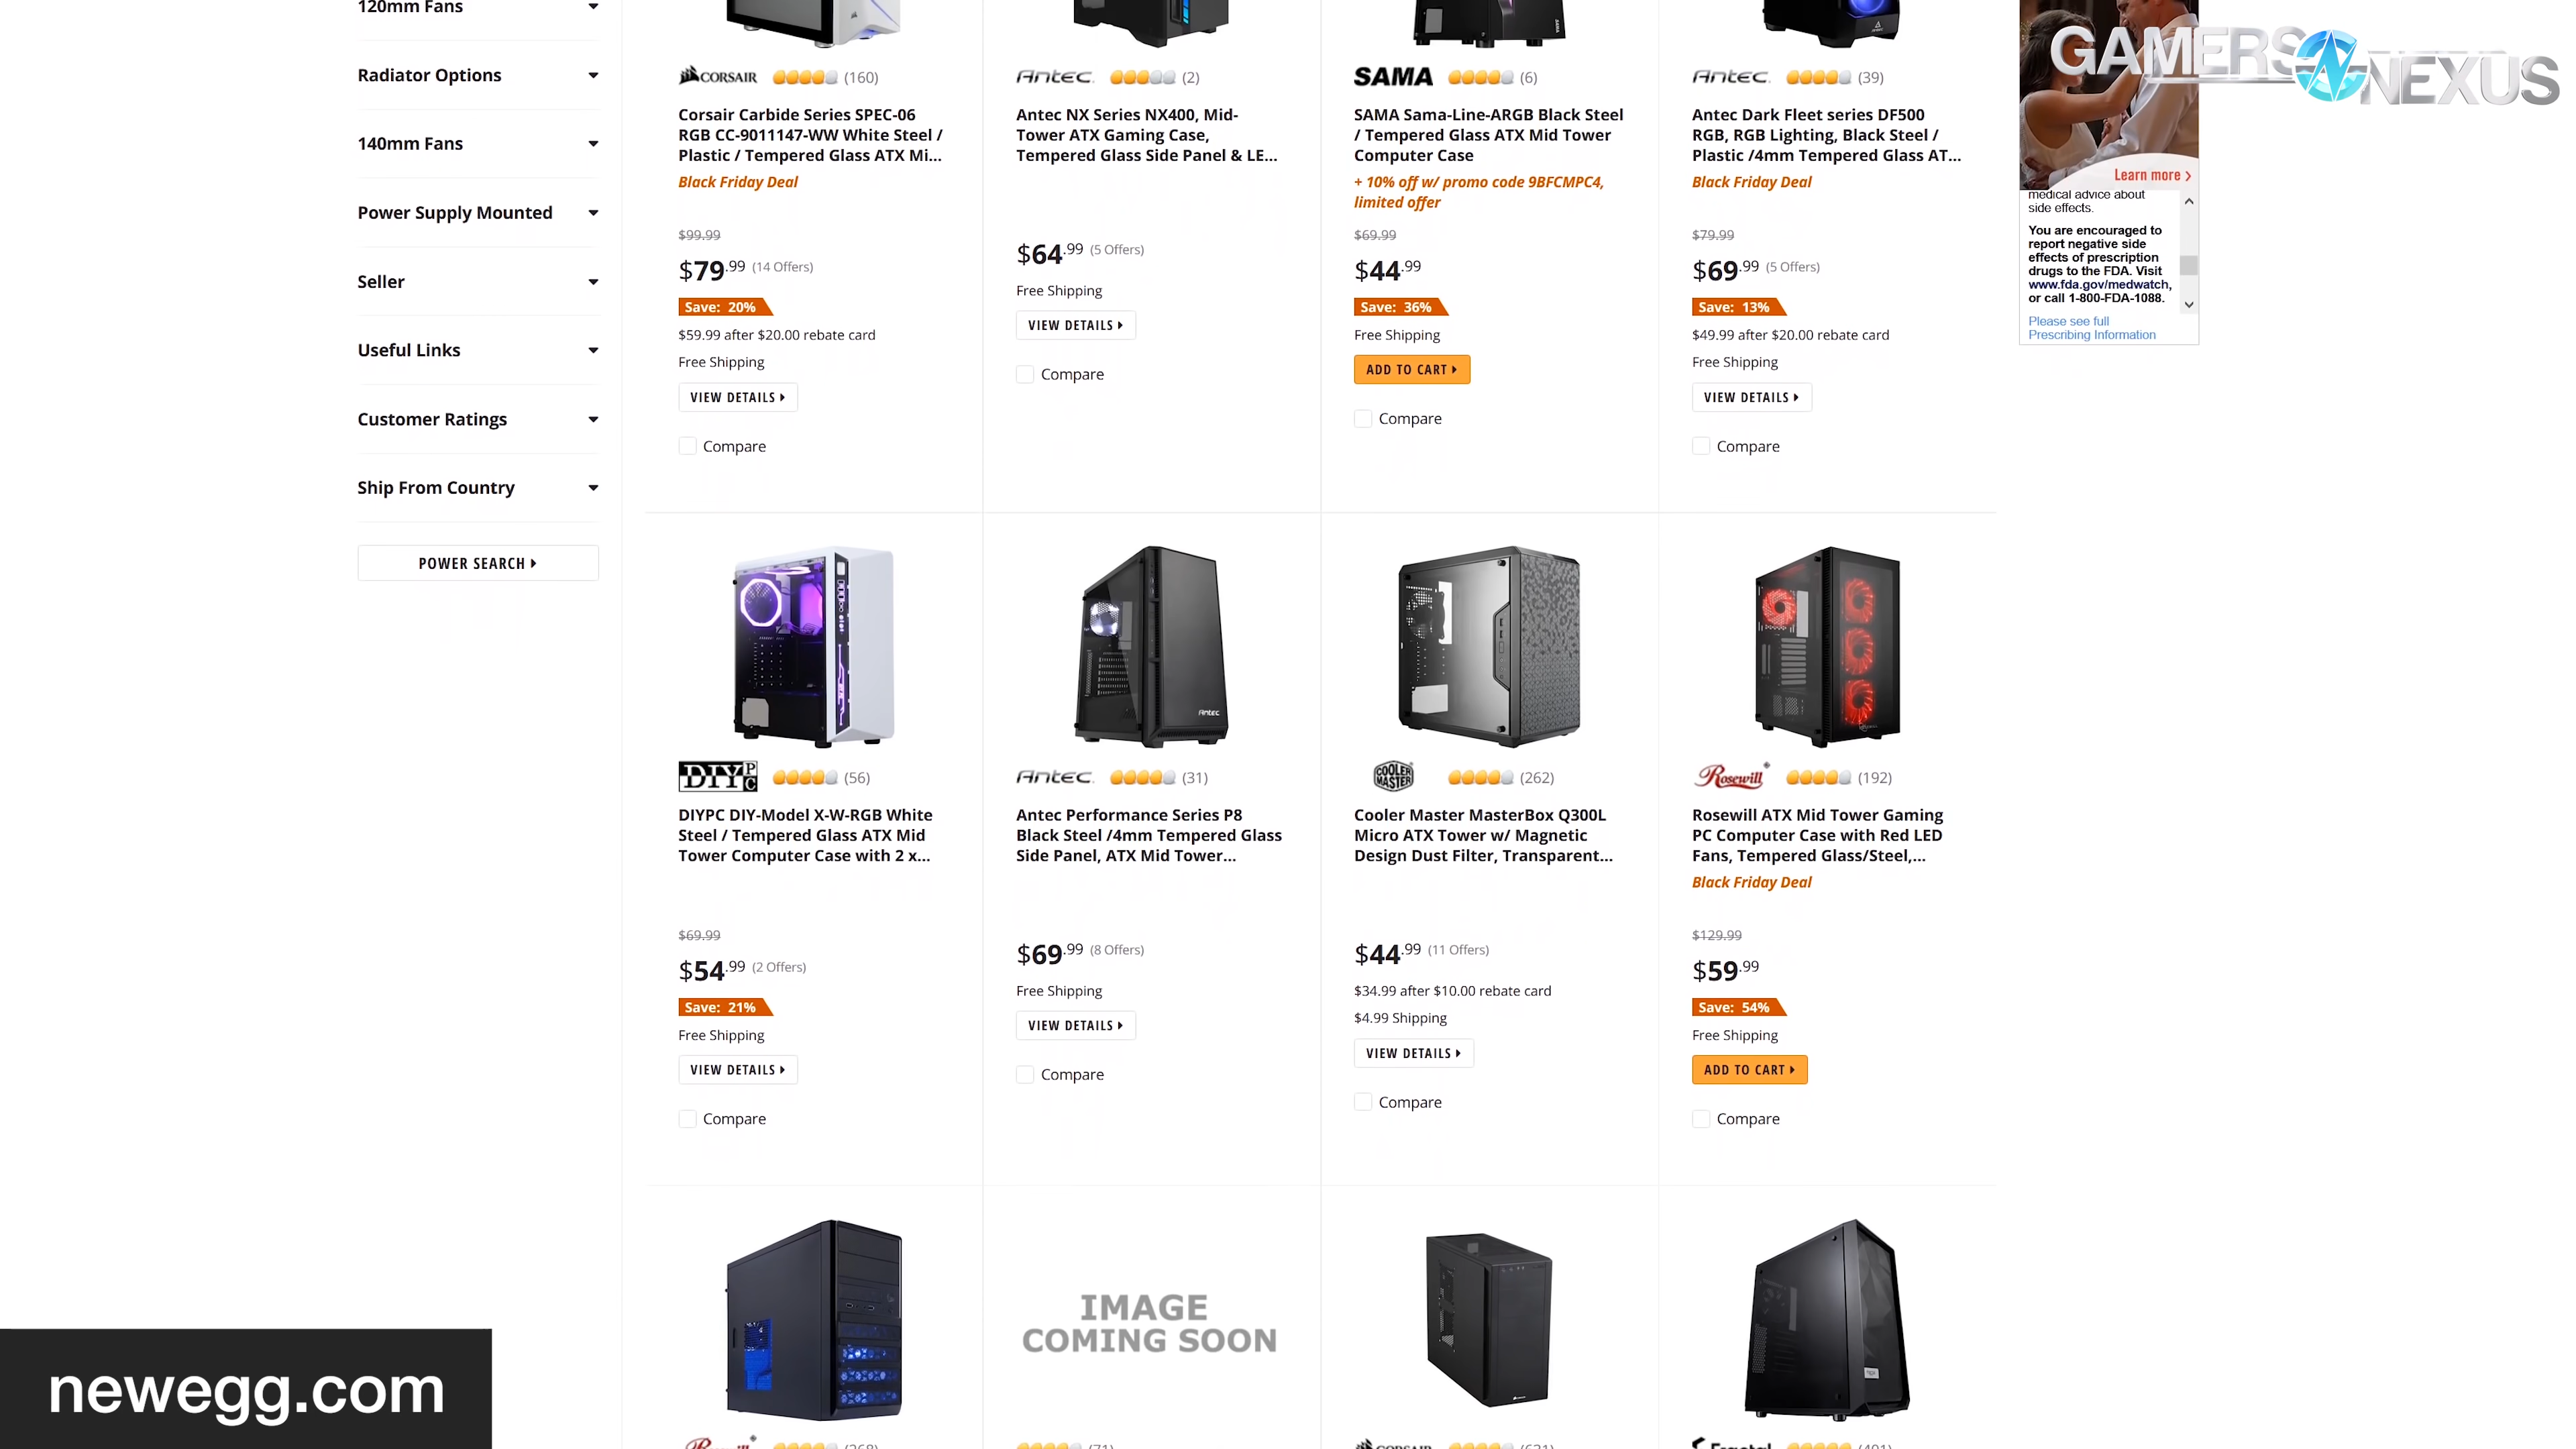 120mm Fans
Radiator Options
140mm Fans
Power Supply Mounted
Seller
Useful Links
Customer Ratings
Ship From Country
POWER SEARCH
CORSAIR (160)
Corsair Carbide Series SPEC-06
RGB CC-9011147-WW White Steel /
Plastic / Tempered Glass ATX Mi...
Black Friday Deal
$99.99
$79.99 (14 Offers)
Save: 20%
$59.99 after $20.00 rebate card
Free Shipping
VIEW DETAILS
Compare
Antec (2)
Antec NX Series NX400, Mid-
Tower ATX Gaming Case,
Tempered Glass Side Panel & LE...
$64.99 (5 Offers)
Free Shipping
VIEW DETAILS
Compare
SAMA (6)
SAMA Sama-Line-ARGB Black Steel
/ Tempered Glass ATX Mid Tower
Computer Case
+ 10% off w/ promo code 9BFCMPC4,
limited offer
$69.99
$44.99
Save: 36%
Free Shipping
ADD TO CART
Compare
Antec (39)
Antec Dark Fleet series DF500
RGB, RGB Lighting, Black Steel /
Plastic /4mm Tempered Glass AT...
Black Friday Deal
$79.99
$69.99 (5 Offers)
Save: 13%
$49.99 after $20.00 rebate card
Free Shipping
VIEW DETAILS
Compare
GAMERS NEXUS
Learn more
medical advice about
side effects.
You are encouraged to
report negative side
effects of prescription
drugs to the FDA. Visit
www.fda.gov/medwatch,
or call 1-800-FDA-1088.
Please see full
Prescribing Information
DIYPC (56)
DIYPC DIY-Model X-W-RGB White
Steel / Tempered Glass ATX Mid
Tower Computer Case with 2 x...
$69.99
$54.99 (2 Offers)
Save: 21%
Free Shipping
VIEW DETAILS
Compare
Antec
Antec (31)
Antec Performance Series P8
Black Steel /4mm Tempered Glass
Side Panel, ATX Mid Tower...
$69.99 (8 Offers)
Free Shipping
VIEW DETAILS
Compare
COOLER
MASTER (262)
Cooler Master MasterBox Q300L
Micro ATX Tower w/ Magnetic
Design Dust Filter, Transparent...
$44.99 (11 Offers)
$34.99 after $10.00 rebate card
$4.99 Shipping
VIEW DETAILS
Compare
Rosewill (192)
Rosewill ATX Mid Tower Gaming
PC Computer Case with Red LED
Fans, Tempered Glass/Steel,...
Black Friday Deal
$129.99
$59.99
Save: 54%
Free Shipping
ADD TO CART
Compare
IMAGE
COMING SOON
newegg.com